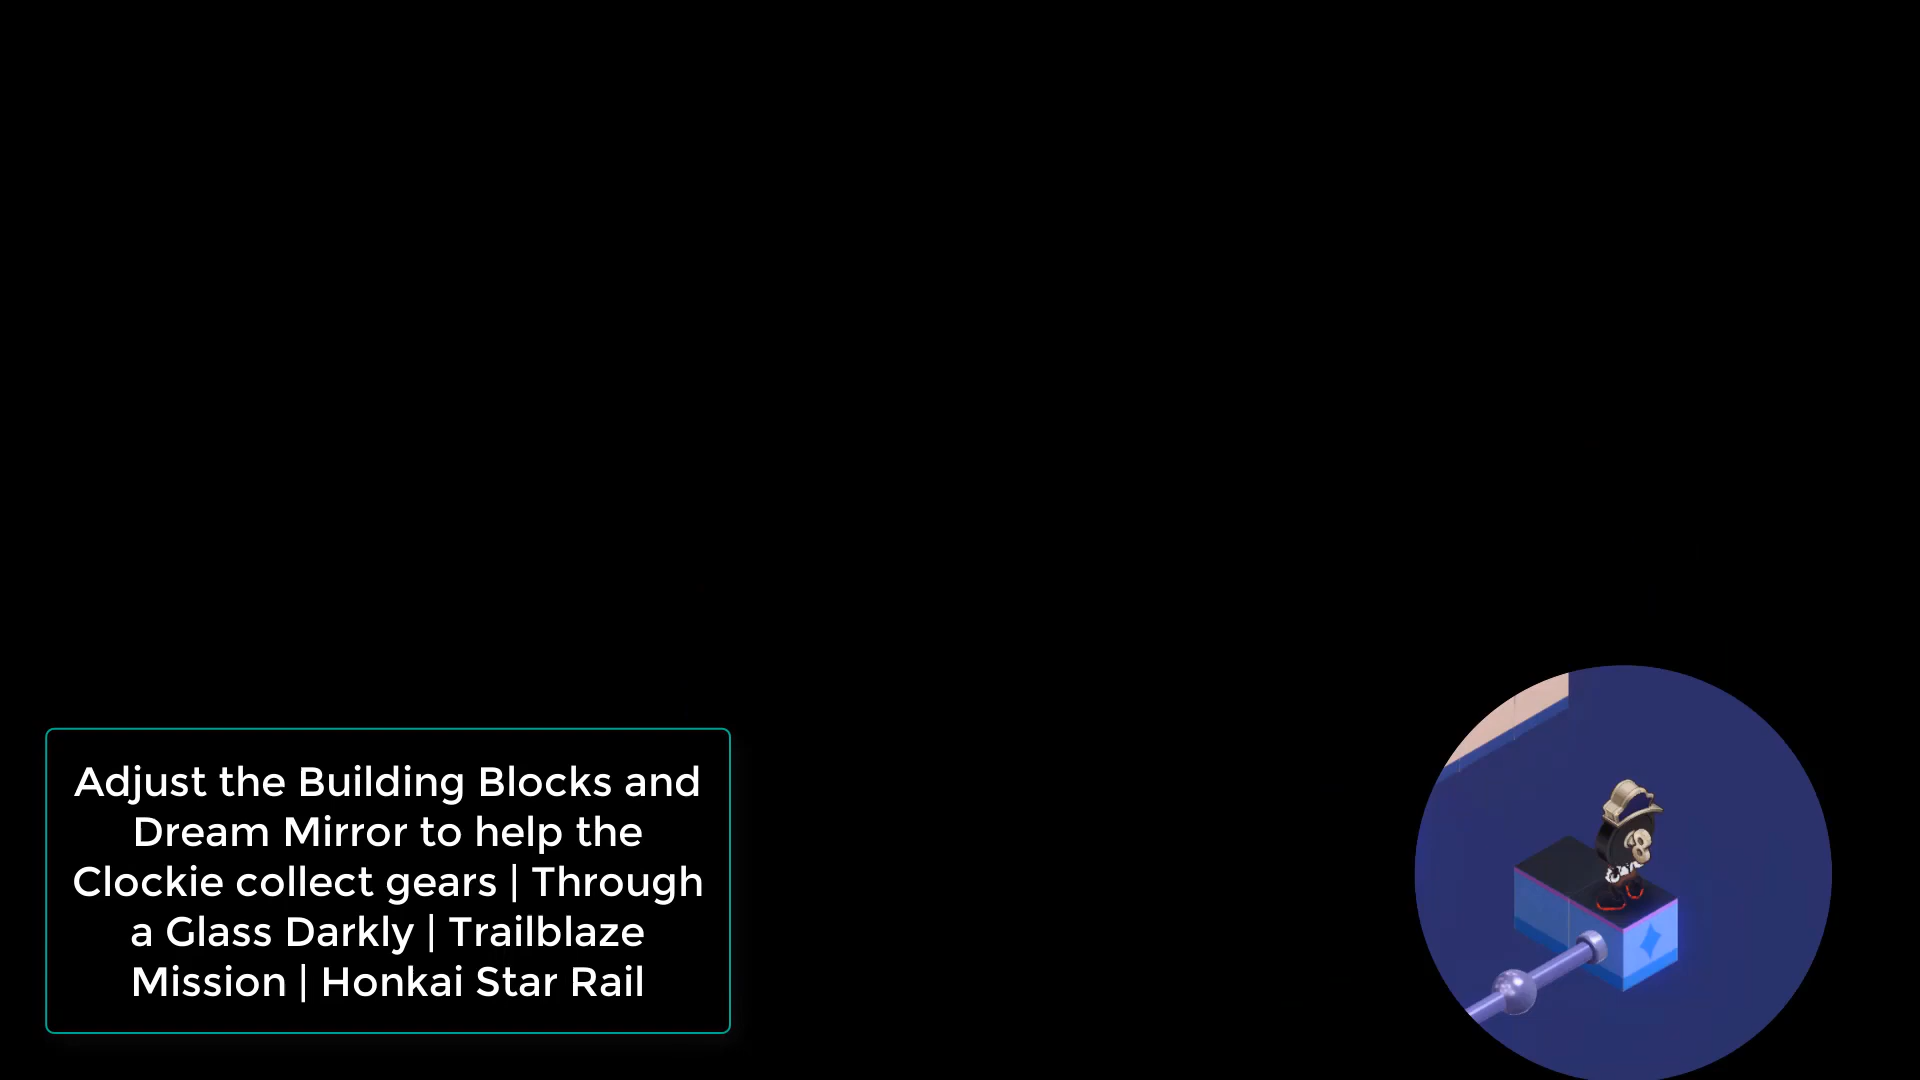 Adjust the Building Blocks and
Dream Mirror to help the
Clockie collect gears | Through
a Glass Darkly | Trailblaze
Mission | Honkai Star Rail
8